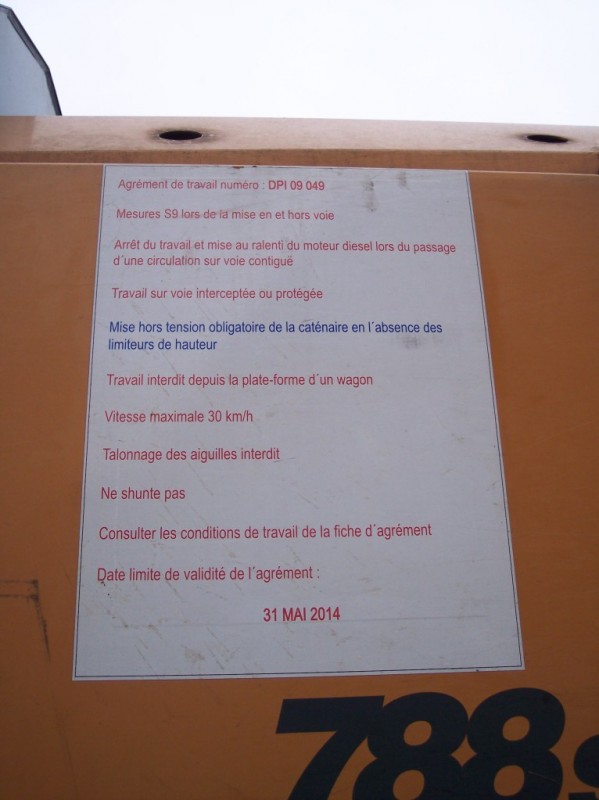 Agrément de travail numéro : DPI 09 049
Mesures S9 lors de la mise en et hors voie
Arrêt du travail et mise au ralenti du moteur diesel lors du passage
d´une circulation sur voie contiguë
Travail sur voie interceptée ou protégée
Mise hors tension obligatoire de la caténaire en l´absence des
limiteurs de hauteur
Travail interdit depuis la plate-forme d´un wagon
Vitesse maximale 30 km/h
Talonnage des aiguilles interdit
Ne shunte pas
Consulter les conditions de travail de la fiche d´agrément
Date limite de validité de l´agrément :
31 MAI 2014
788s